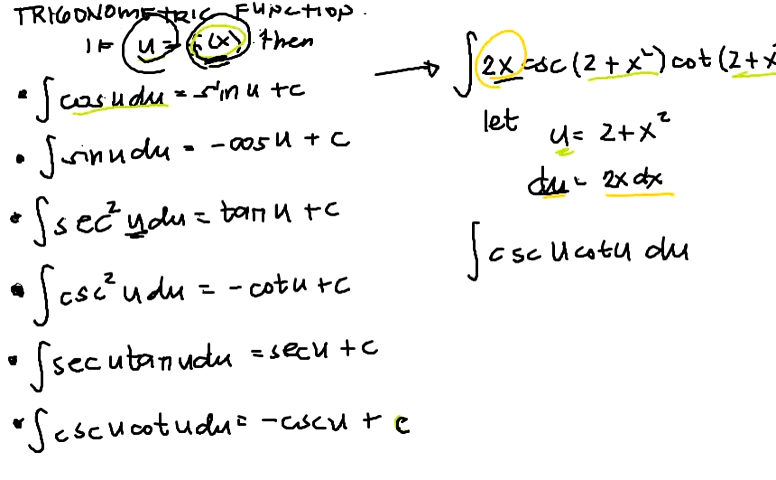 TRIGONOMETRIC FUNCTION.
IF u = f(x) then
• ∫ cos u du = sin u + c
• ∫ sin u du = -cos u + c
• ∫ sec² u du = tan u + c
• ∫ csc² u du = -cot u + c
• ∫ sec u tan u du = sec u + c
• ∫ csc u cot u du = -csc u + c
→ ∫ 2x csc (2 + x²) cot (2 + x
let u = 2 + x²
du = 2x dx
∫ csc u cot u du